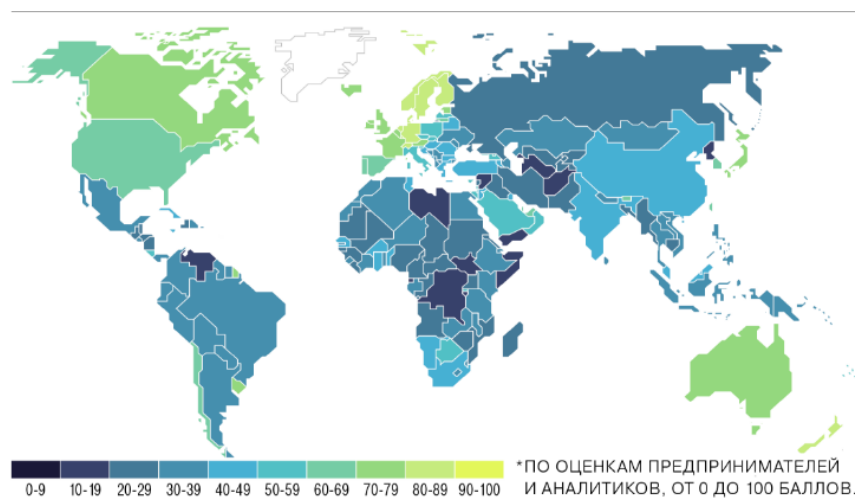 0-9 10-19 20-29 30-39 40-49 50-59 60-69 70-79 80-89 90-100
*ПО ОЦЕНКАМ ПРЕДПРИНИМАТЕЛЕЙ
И АНАЛИТИКОВ, ОТ 0 ДО 100 БАЛЛОВ